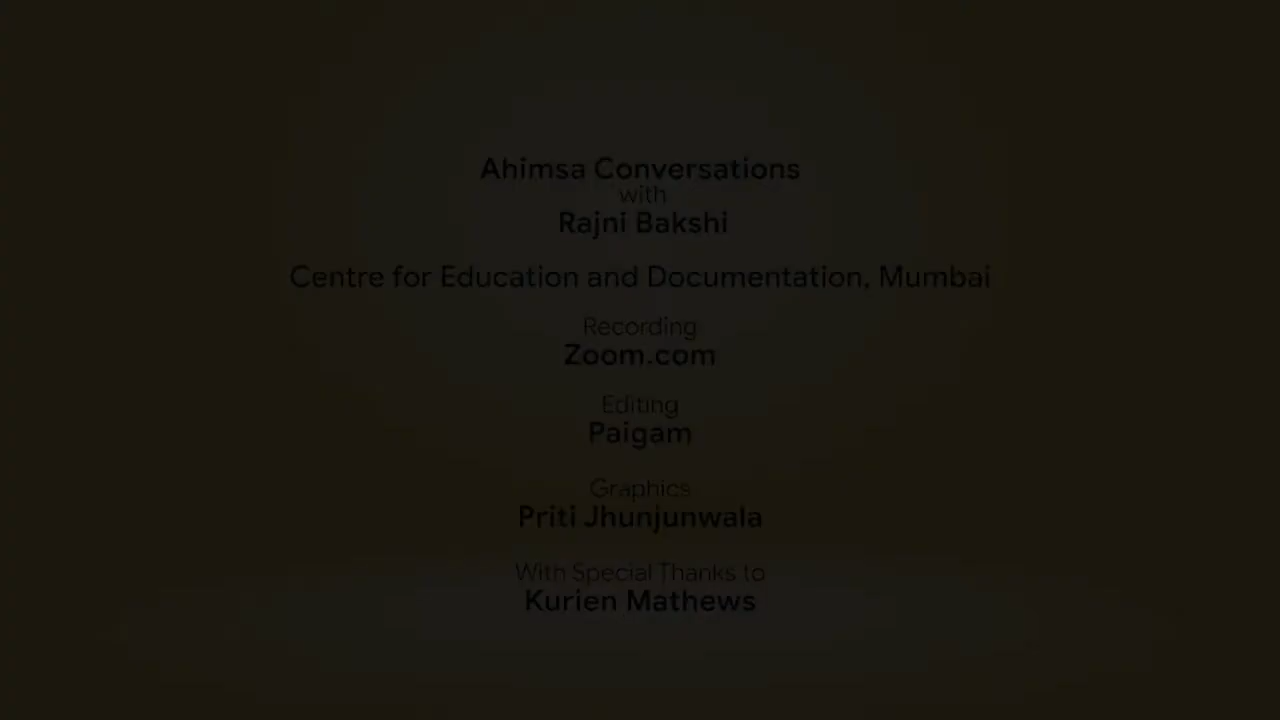 Ahimsa Conversations
with
Rajni Bakshi
Centre for Education and Documentation, Mumbai
Recording
Zoom.com
Editing
Paigam
Graphics
Priti Jhunjunwala
With Special Thanks to
Kurien Mathews